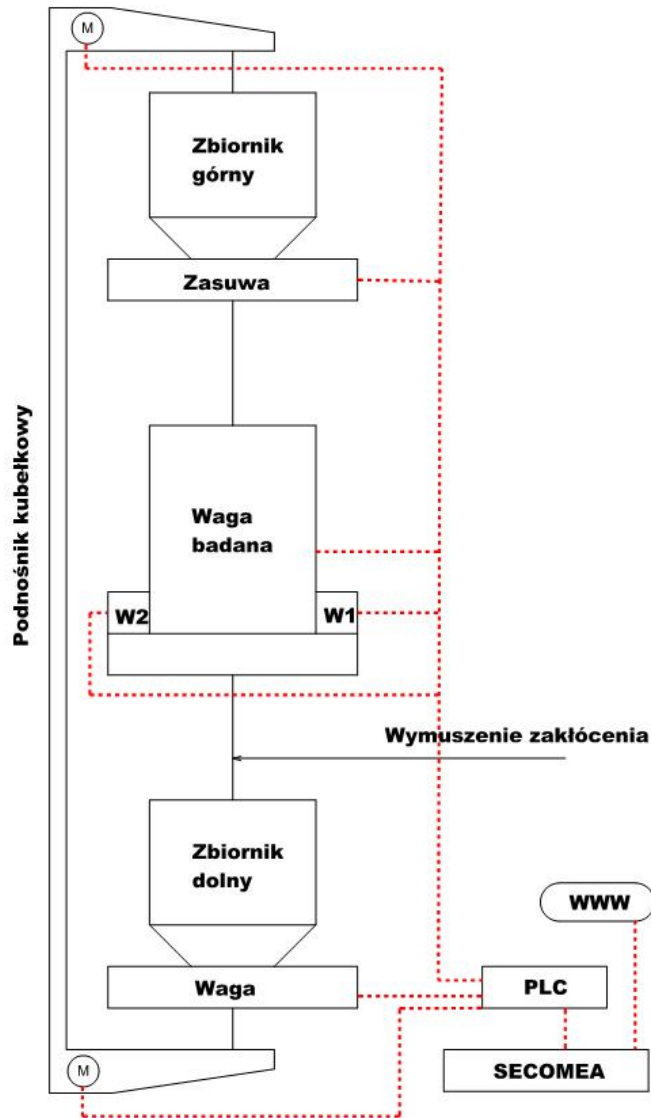 M
Zbiornik
górny
Zasuwa
Podnośnik kubełkowy
Waga
badana
W2
W1
Wymuszenie zakłócenia
Zbiornik
dolny
WWW
Waga
PLC
SECOMEA
M